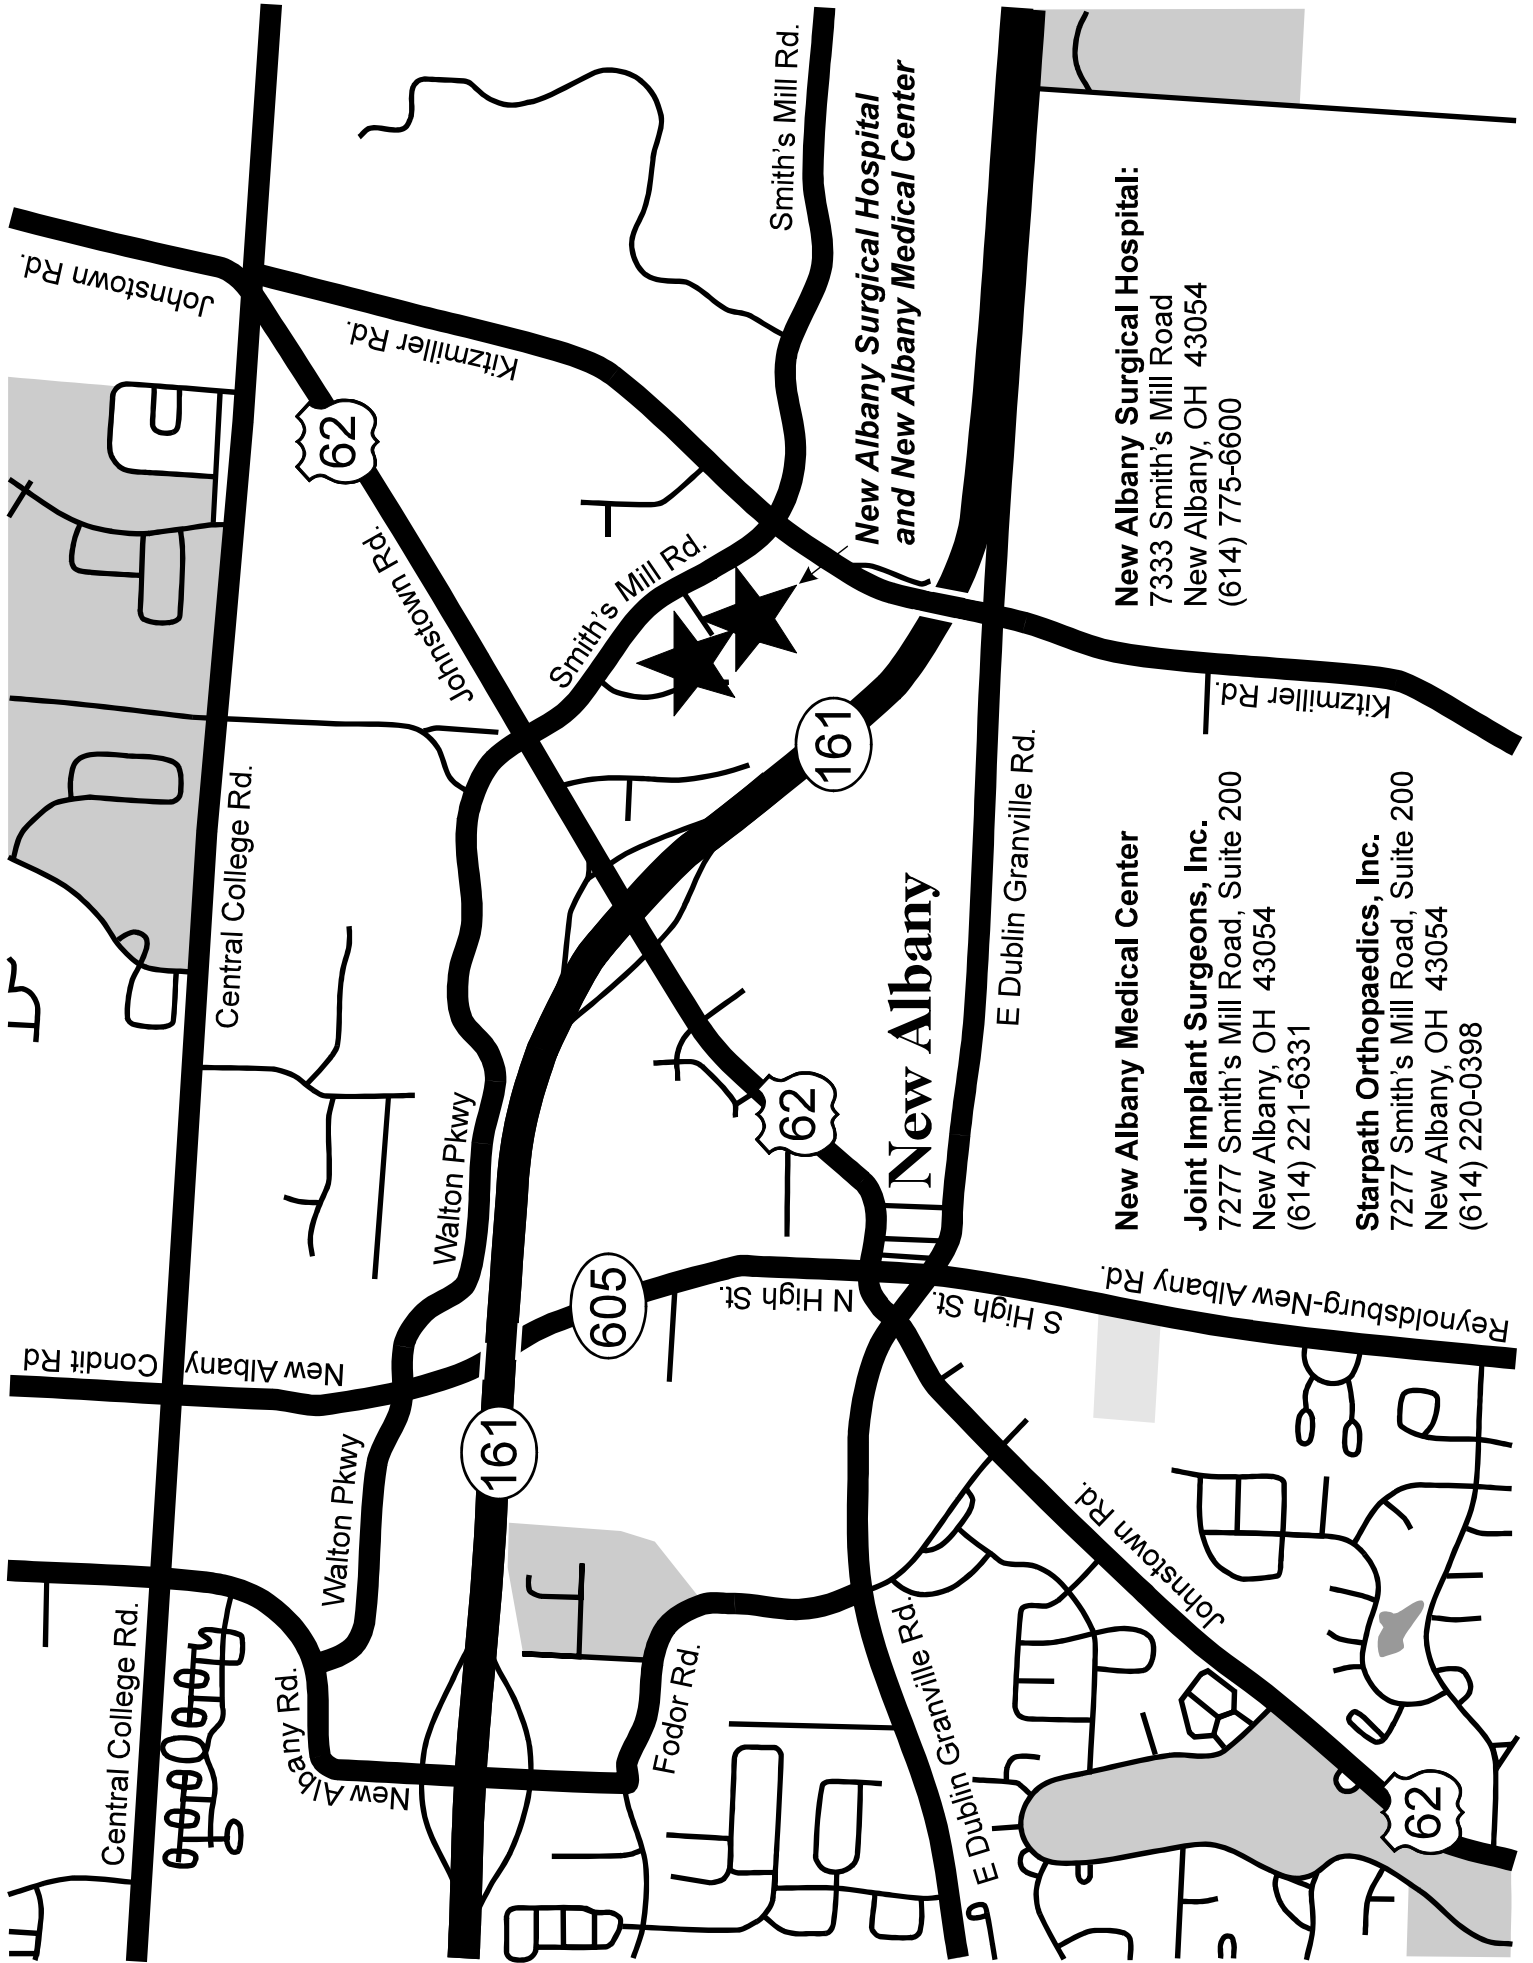 Johnstown Rd.
Kitzmiller Rd.
Smith's Mill Rd.
New Albany Surgical Hospital
and New Albany Medical Center
62
Johnstown Rd.
Smith's Mill Rd.
Central College Rd.
161
E Dublin Granville Rd.
Kitzmiller Rd.
New Albany
Walton Pkwy
62
605
N High St.
S High St.
Reynoldsburg-New-Albany Rd.
New Albany Condit Rd
Walton Pkwy
161
Central College Rd.
New Albany Rd.
Fodor Rd.
E Dublin Granville Rd.
Johnstown Rd.
62
New Albany Surgical Hospital:
7333 Smith's Mill Road
New Albany, OH 43054
(614) 775-6600
New Albany Medical Center
Joint Implant Surgeons, Inc.
7277 Smith's Mill Road, Suite 200
New Albany, OH 43054
(614) 221-6331
Starpath Orthopaedics, Inc.
7277 Smith's Mill Road, Suite 200
New Albany, OH 43054
(614) 220-0398